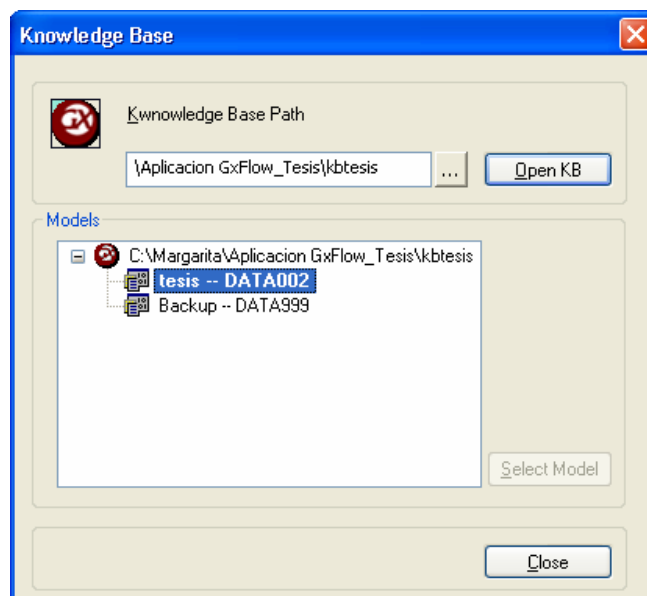 Knowledge Base
Kwnowledge Base Path
\Aplicacion GxFlow_Tesis\kbtesis
...
Open KB
Models
C:\Margarita\Aplicacion GxFlow_Tesis\kbtesis
tesis -- DATA002
Backup -- DATA999
Select Model
Close